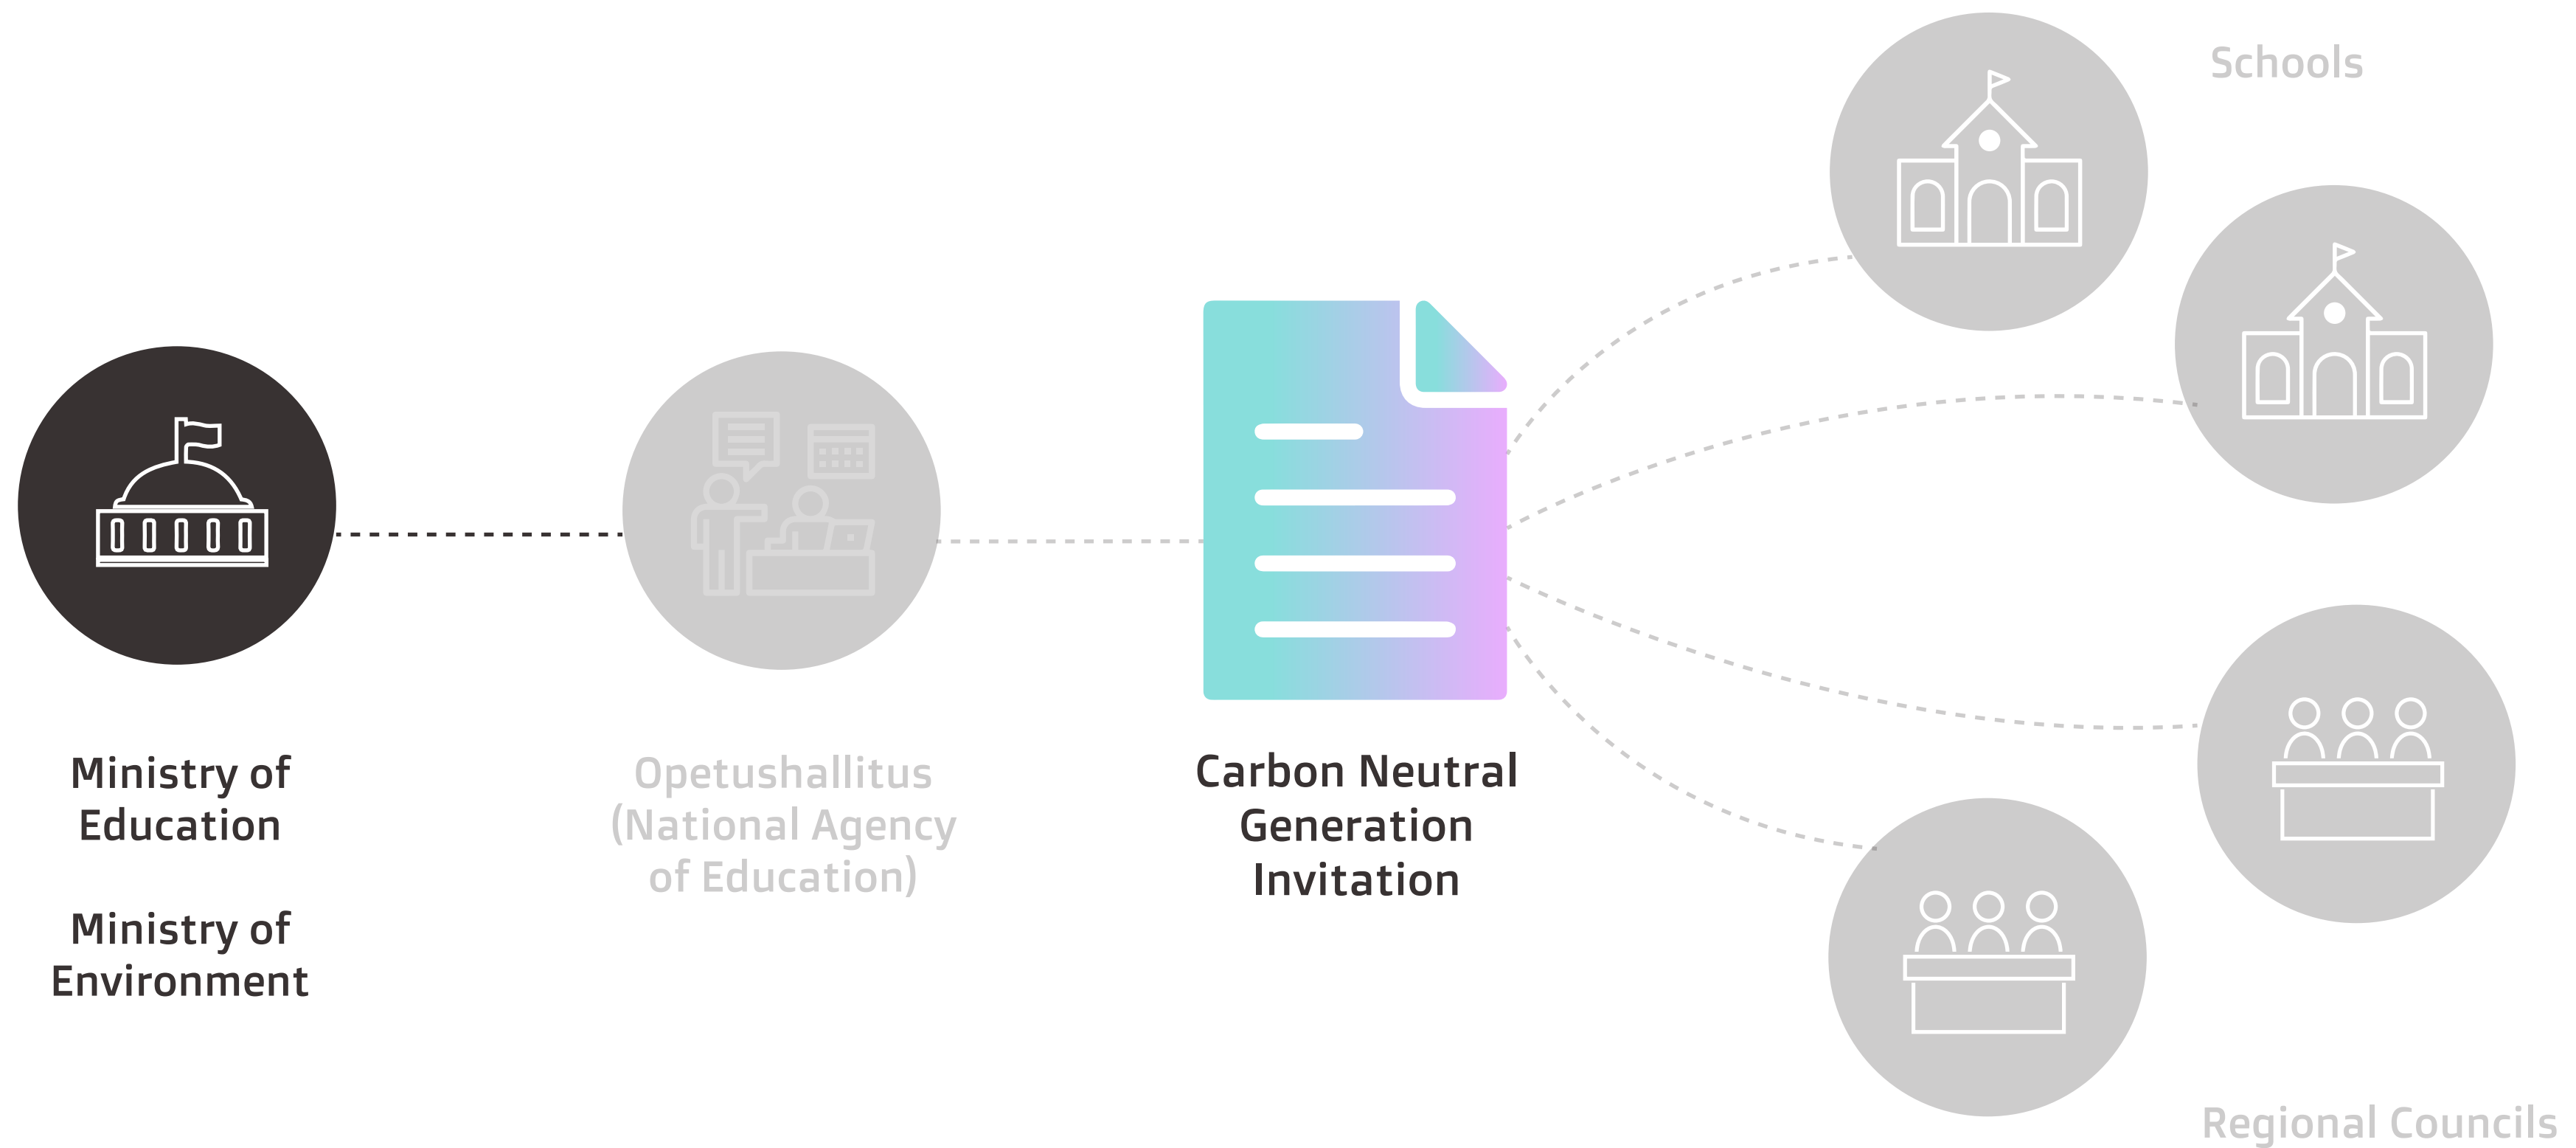 Schools
Ministry of
Education
Ministry of
Environment
Opetushallitus
(National Agency
of Education)
Carbon Neutral
Generation
Invitation
Regional Councils